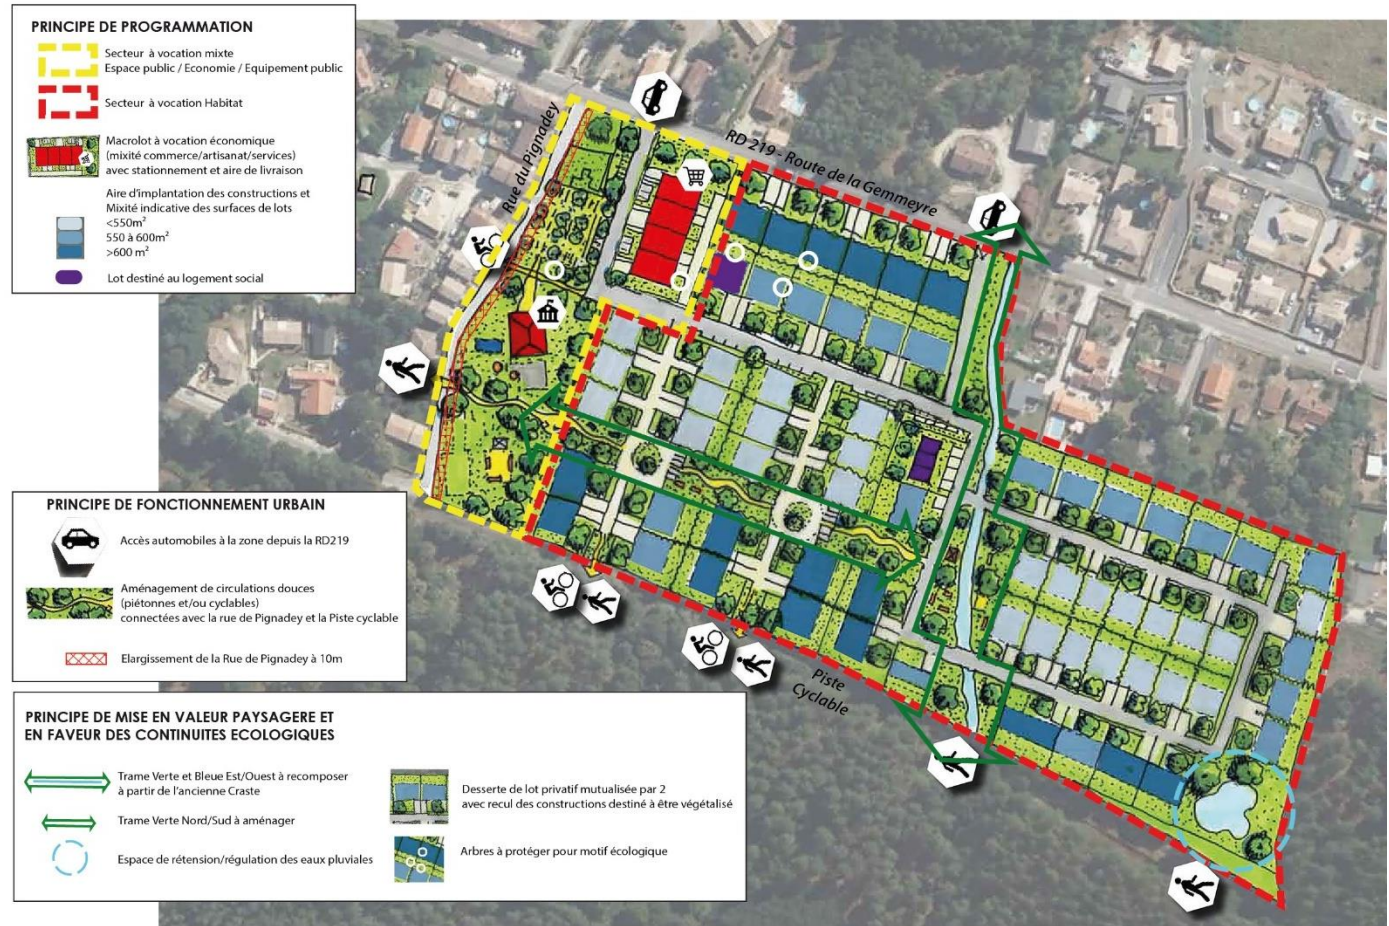 PRINCIPE DE PROGRAMMATION
Secteur à vocation mixte
Espace public / Economie / Equipement public
Secteur à vocation Habitat
Macrolot à vocation économique
(mixité commerce/artisanat/services)
avec stationnement et aire de livraison
Aire d'implantation des constructions et
Mixité indicative des surfaces de lots
<550m²
550 à 600m²
>600 m²
Lot destiné au logement social
Rue du Pignadey
RD 219 - Route de la Gemmeyre
Piste
Cyclable
PRINCIPE DE FONCTIONNEMENT URBAIN
Accès automobiles à la zone depuis la RD219
Aménagement de circulations douces
(piétonnes et/ou cyclables)
connectées avec la rue de Pignadey et la Piste cyclable
Elargissement de la Rue de Pignadey à 10m
PRINCIPE DE MISE EN VALEUR PAYSAGERE ET
EN FAVEUR DES CONTINUITES ECOLOGIQUES
Trame Verte et Bleue Est/Ouest à recomposer
à partir de l'ancienne Craste
Trame Verte Nord/Sud à aménager
Espace de rétension/régulation des eaux pluviales
Desserte de lot privatif mutualisée par 2
avec recul des constructions destiné à être végétalisé
Arbres à protéger pour motif écologique